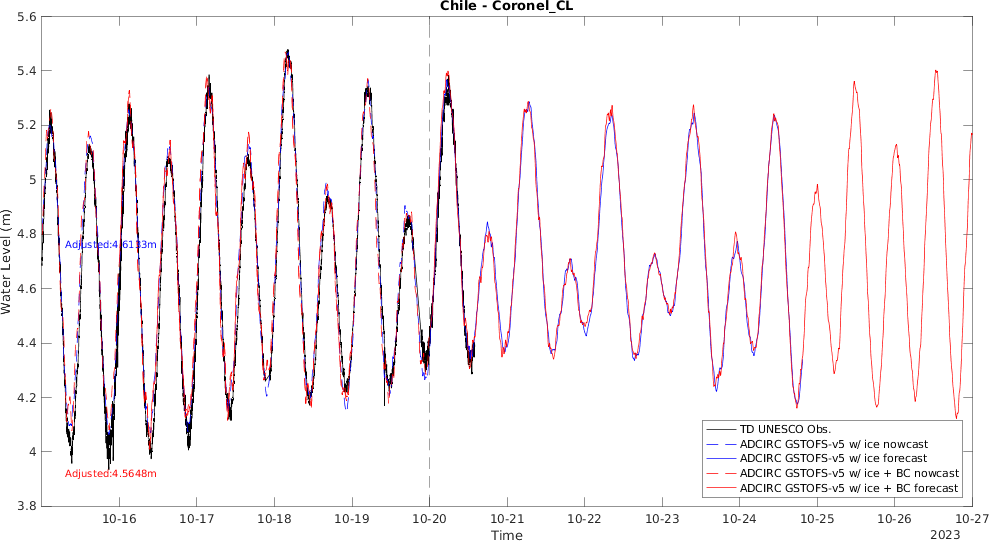 Chile - Coronel_CL
5.6
5.4
5.2
5
4.8
4.6
4.4
4.2
4
3.8
Water Level (m)
Adjusted:4.6133m
Adjusted:4.5648m
TD UNESCO Obs.
ADCIRC GSTOFS-v5 w/ ice nowcast
ADCIRC GSTOFS-v5 w/ ice forecast
ADCIRC GSTOFS-v5 w/ ice + BC nowcast
ADCIRC GSTOFS-v5 w/ ice + BC forecast
10-16 10-17 10-18 10-19 10-20 10-21 10-22 10-23 10-24 10-25 10-26 10-27
Time
2023